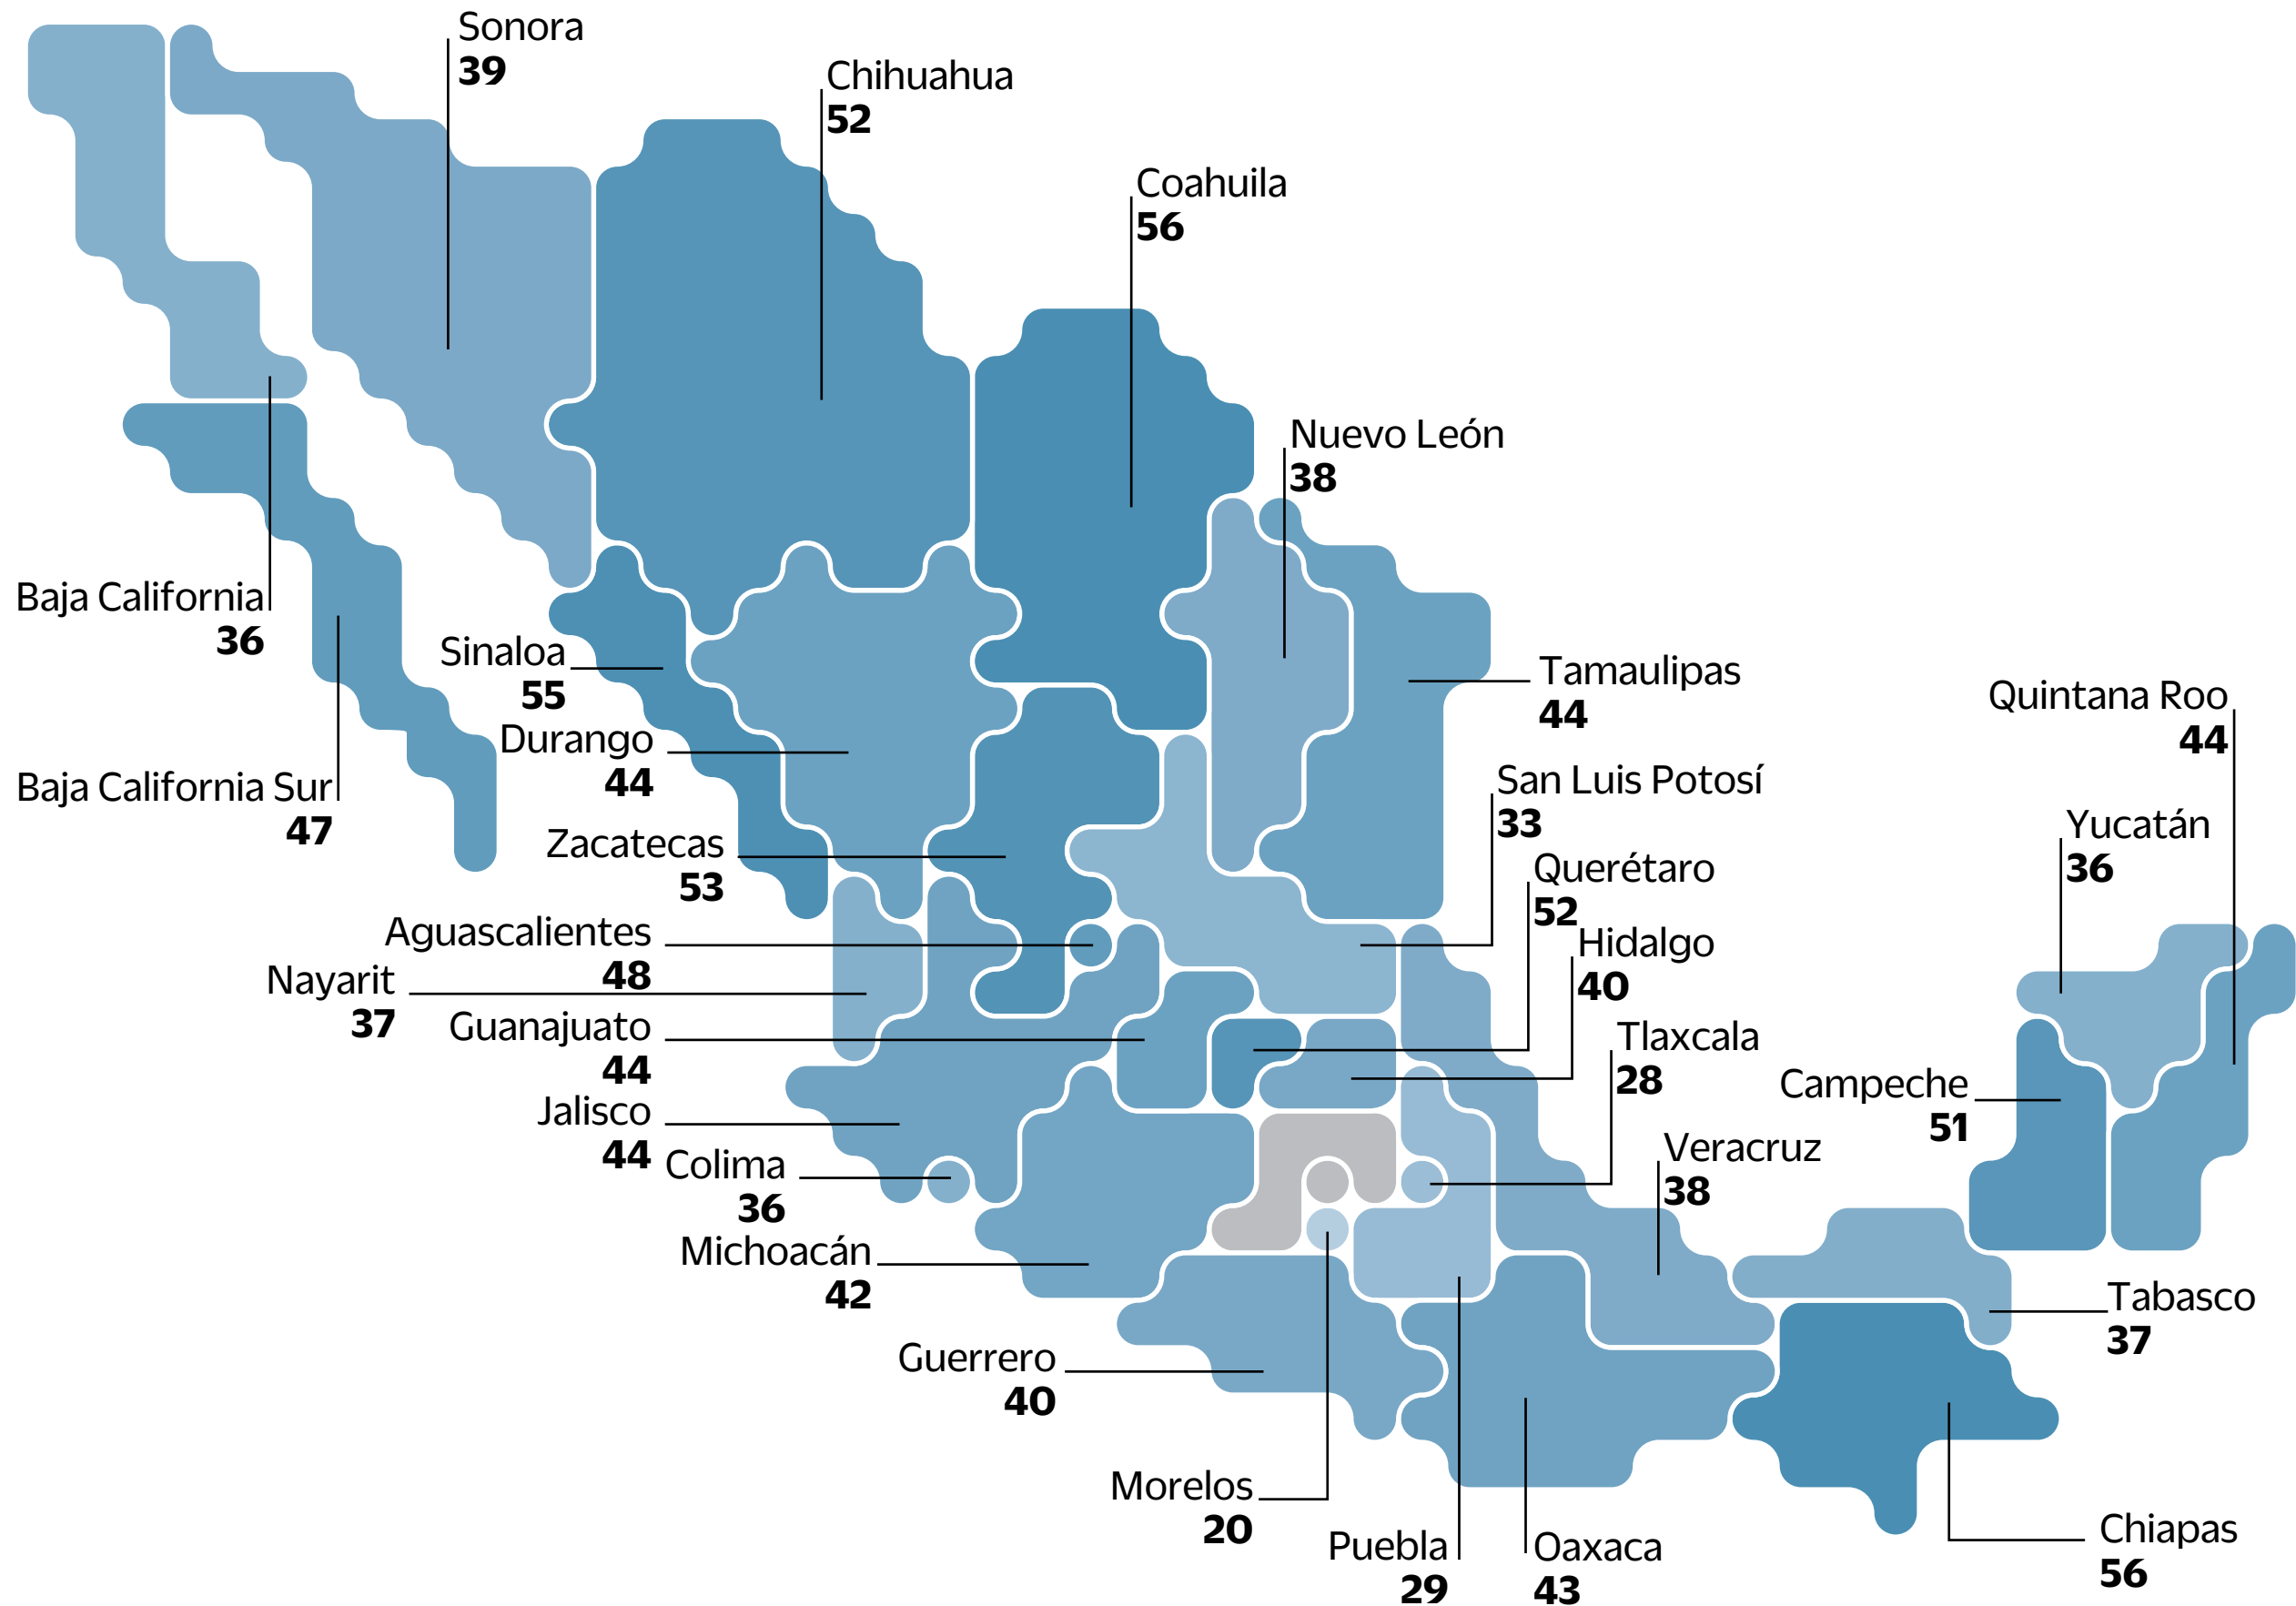 Sonora
39
Chihuahua
52
Coahuila
56
Nuevo León
38
Baja California
36
Sinaloa
55
Tamaulipas
44
Quintana Roo
44
Durango
44
Baja California Sur
47
San Luis Potosí
33
Yucatán
36
Zacatecas
53
Querétaro
52
Aguascalientes
48
Hidalgo
40
Nayarit
37
Guanajuato
44
Tlaxcala
28
Campeche
51
Jalisco
44
Veracruz
38
Colima
36
Michoacán
42
Tabasco
37
Guerrero
40
Morelos
20
Puebla
29
Oaxaca
43
Chiapas
56